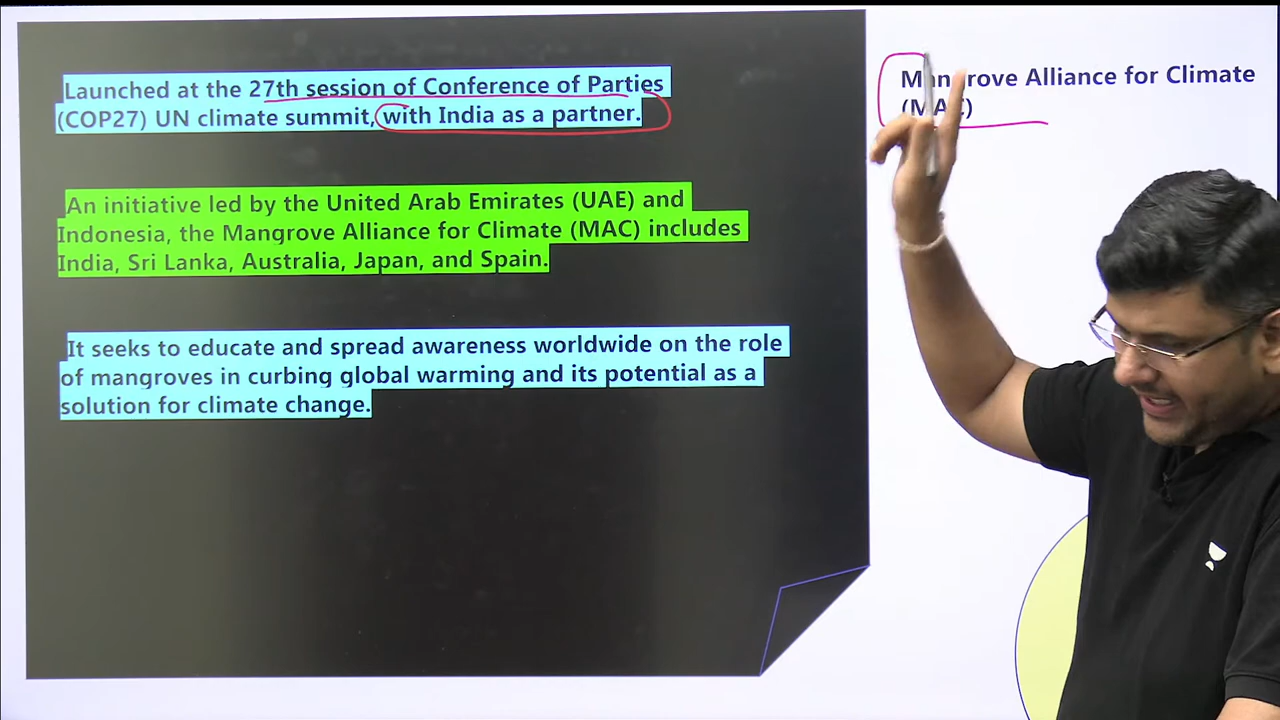 Launched at the 27th session of Conference of Parties
(COP27) UN climate summit, with India as a partner.
An initiative led by the United Arab Emirates (UAE) and
Indonesia, the Mangrove Alliance for Climate (MAC) includes
India, Sri Lanka, Australia, Japan, and Spain.
It seeks to educate and spread awareness worldwide on the role
of mangroves in curbing global warming and its potential as a
solution for climate change.
Mangrove Alliance for Climate
(MAC)